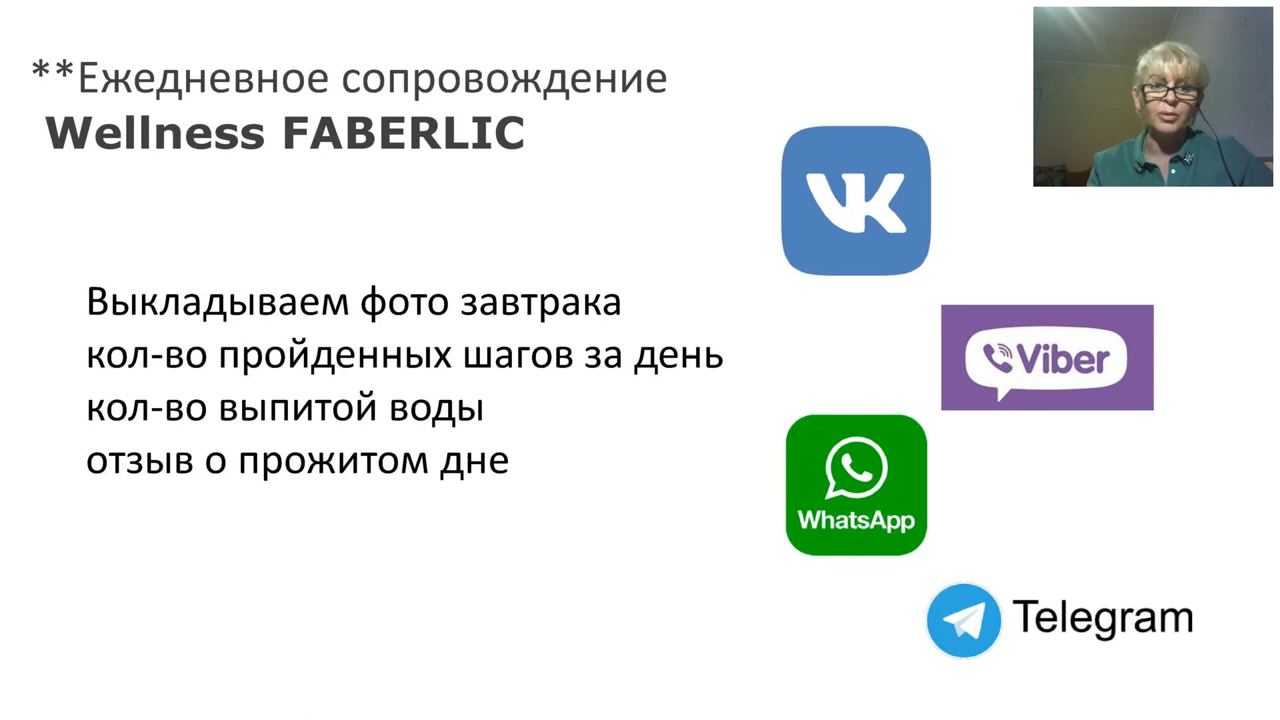 **Ежедневное сопровождение
Wellness FABERLIC
Выкладываем фото завтрака
кол-во пройденных шагов за день
кол-во выпитой воды
отзыв о прожитом дне
VK
Viber
WhatsApp
Telegram